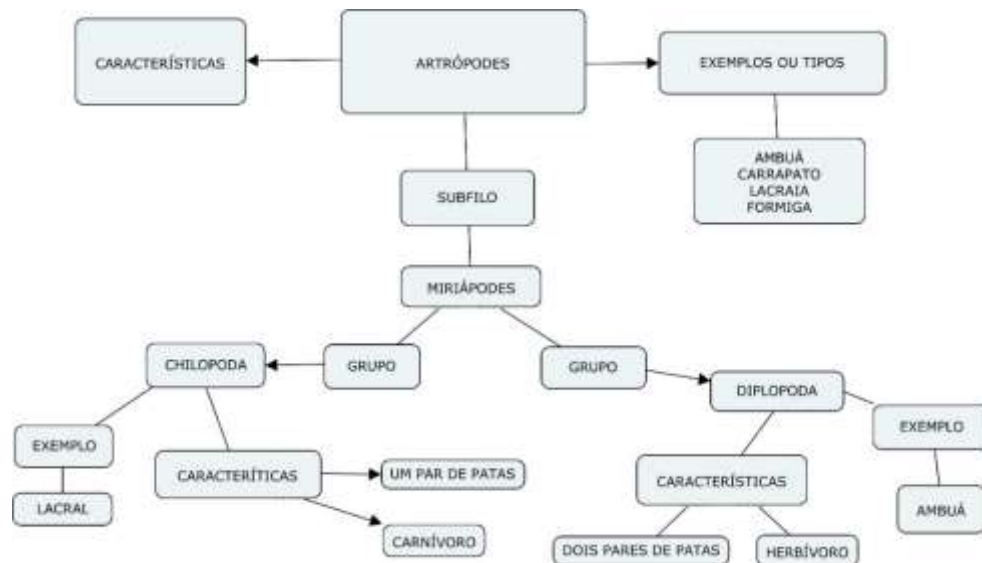 CARACTERÍSTICAS
ARTRÓPODES
EXEMPLOS OU TIPOS
AMBUÁ
CARRAPATO
LACRAIA
FORMIGA
SUBFILO
MIRIÁPODES
CHILOPODA
GRUPO
GRUPO
DIFLOPODA
EXEMPLO
CARACTERÍTICAS
UM PAR DE PATAS
LACRAL
CARNÍVORO
EXEMPLO
CARACTERÍSTICAS
AMBUÁ
DOIS PARES DE PATAS
HERBÍVORO